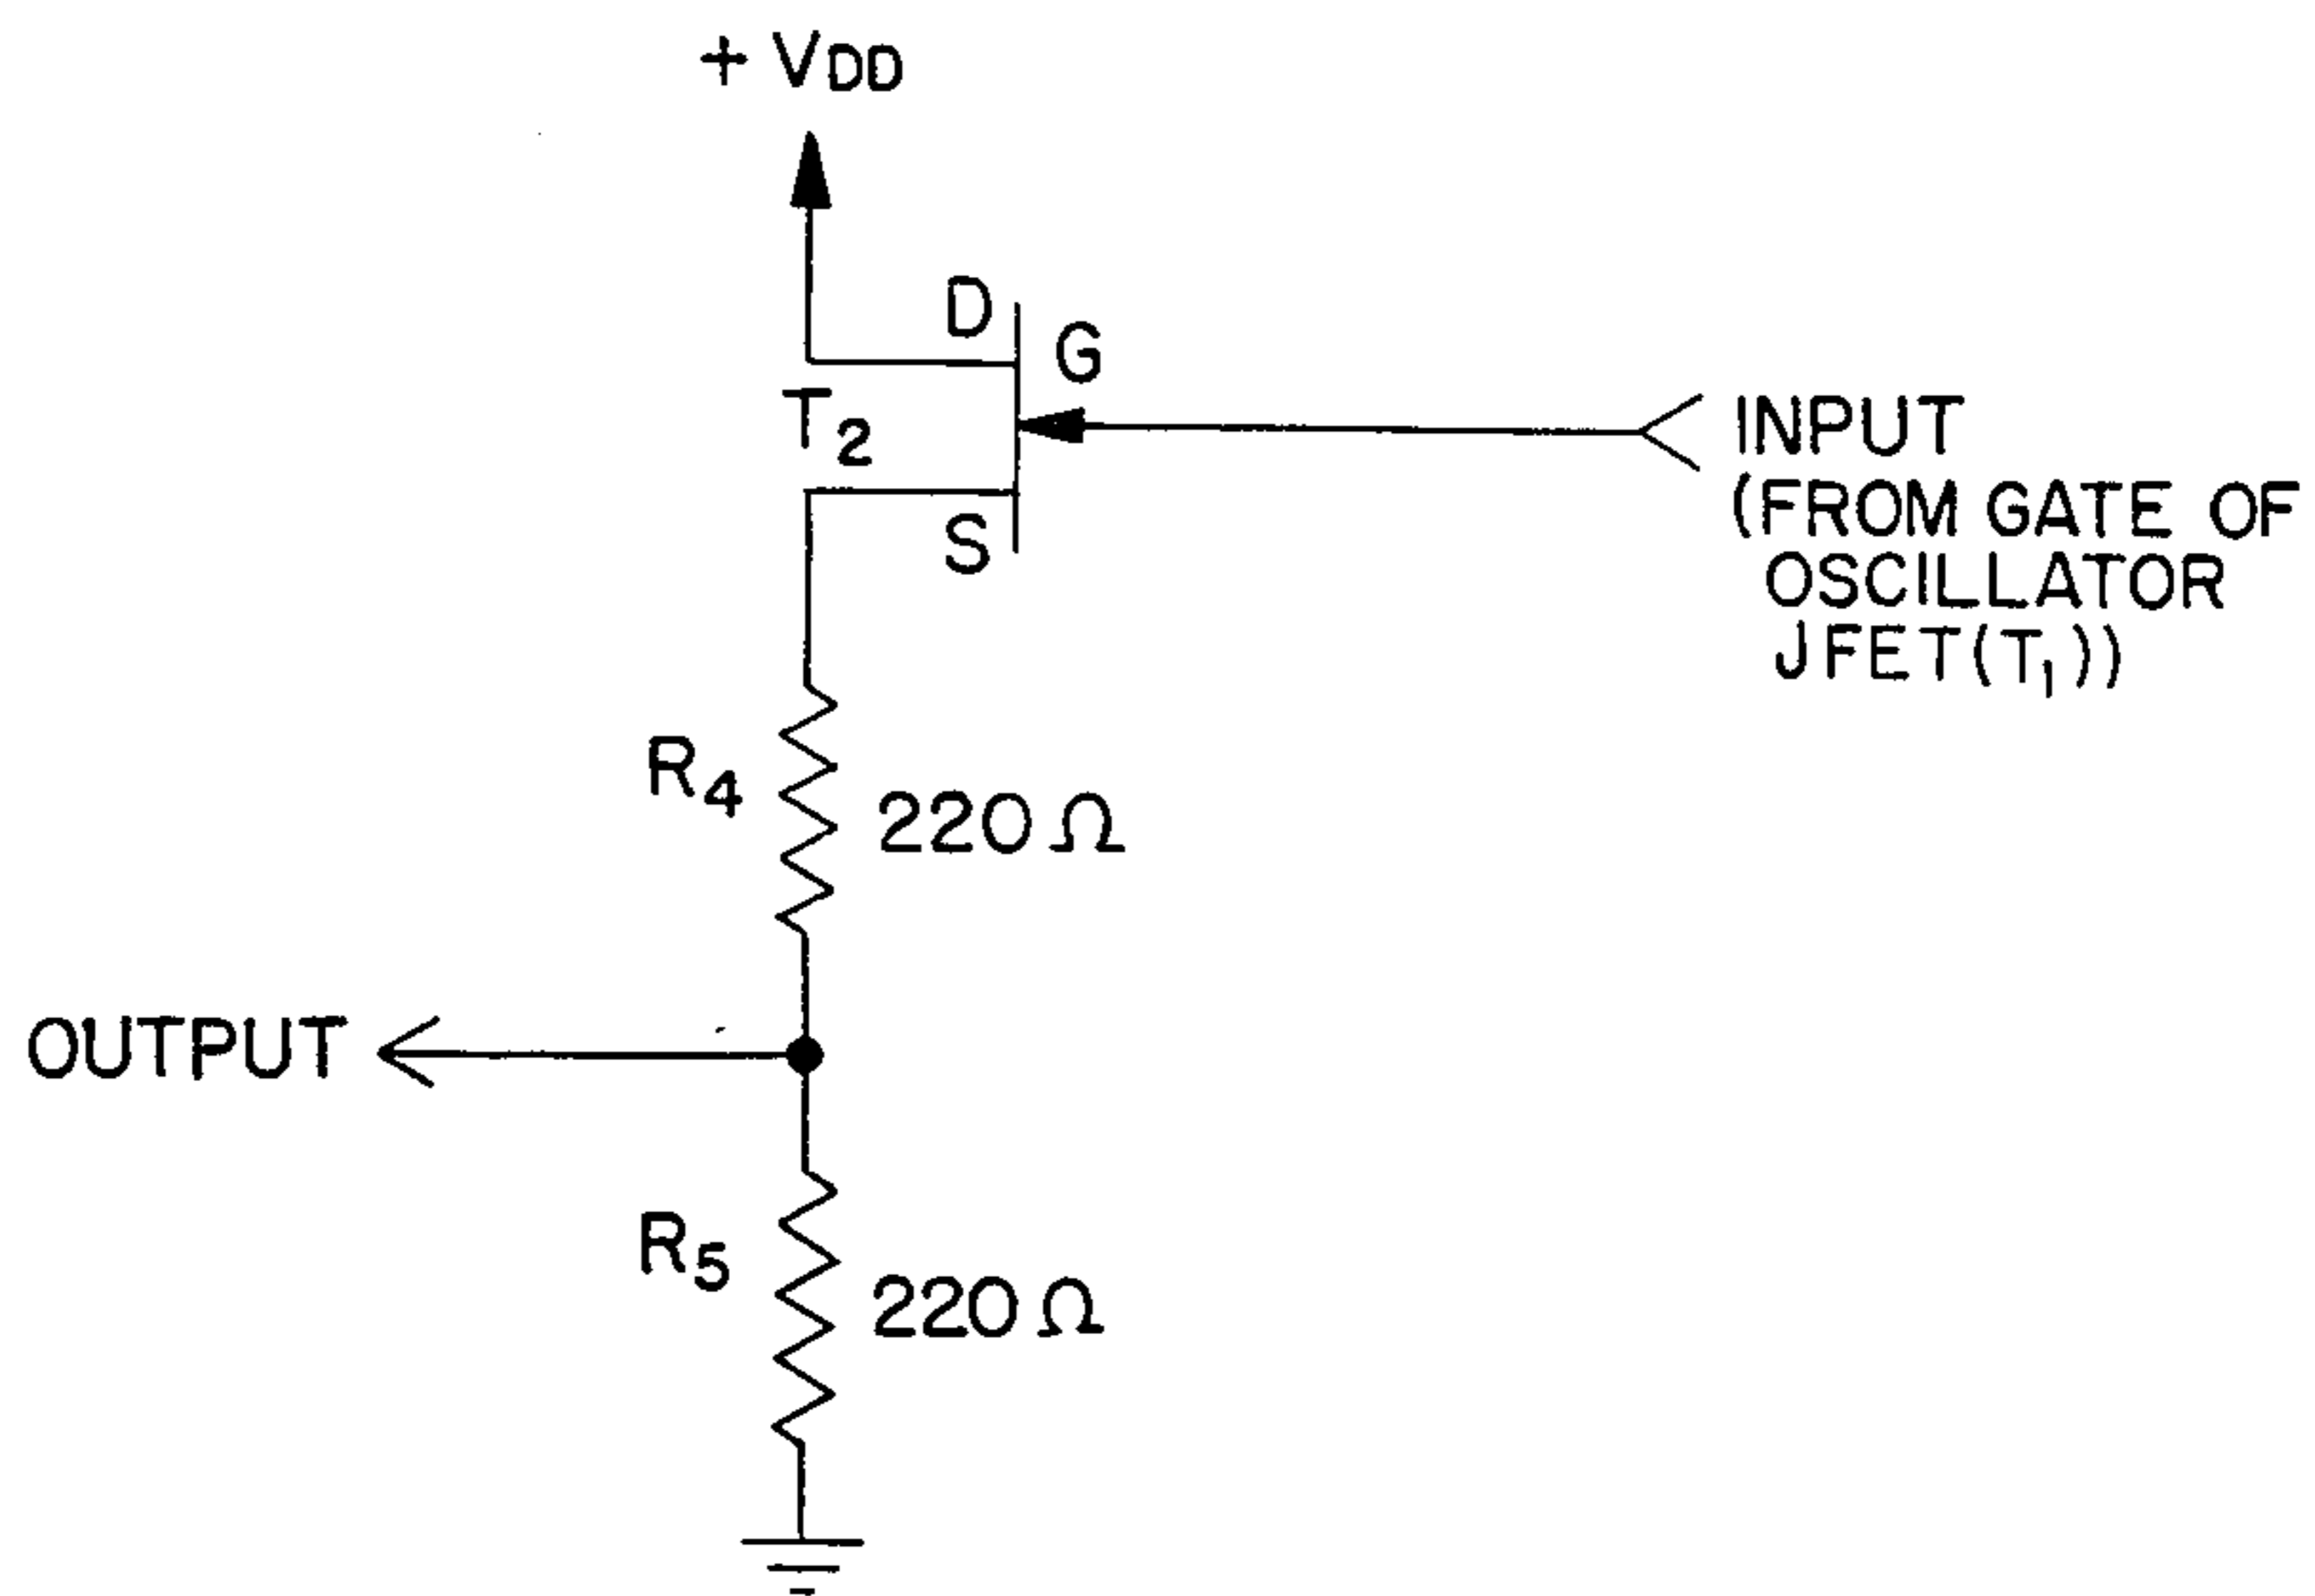 + VDD
D
G
T2
S
INPUT
(FROM GATE OF
OSCILLATOR
JFET(T1))
R4
220 Ω
OUTPUT
R5
220 Ω